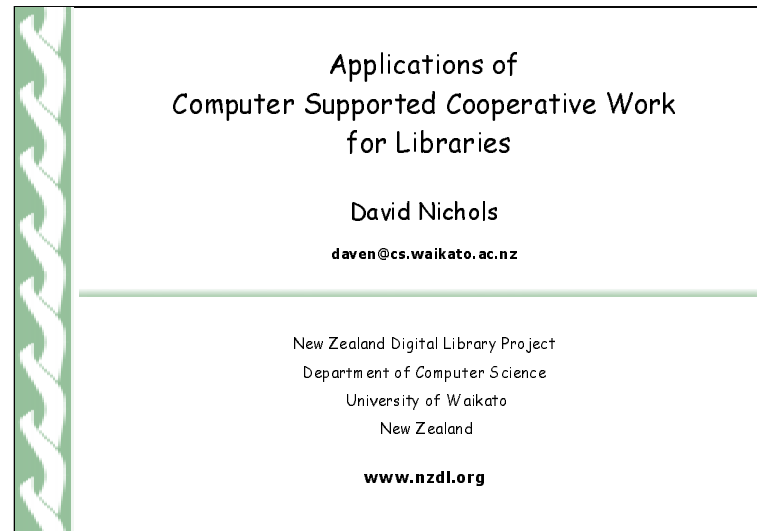 Applications of
Computer Supported Cooperative Work
for Libraries
David Nichols
daven@cs.waikato.ac.nz
New Zealand Digital Library Project
Department of Computer Science
University of Waikato
New Zealand
www.nzdl.org